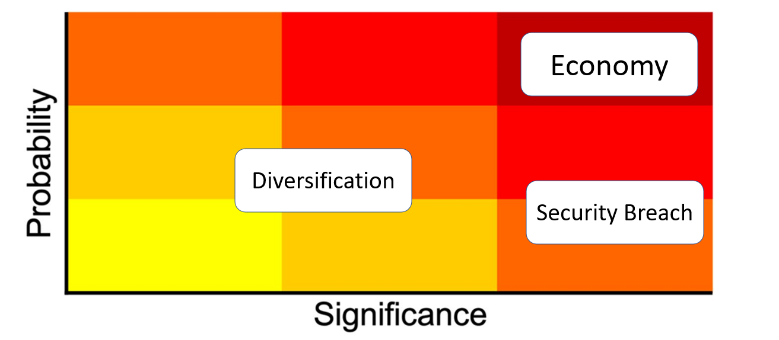 Probability
Economy
Diversification
Security Breach
Significance